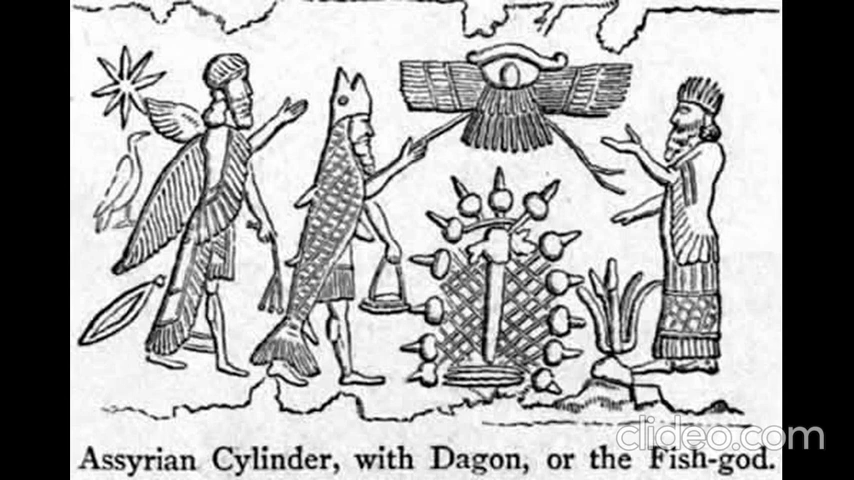 clideo.com
Assyrian Cylinder, with Dagon, or the Fish-god.